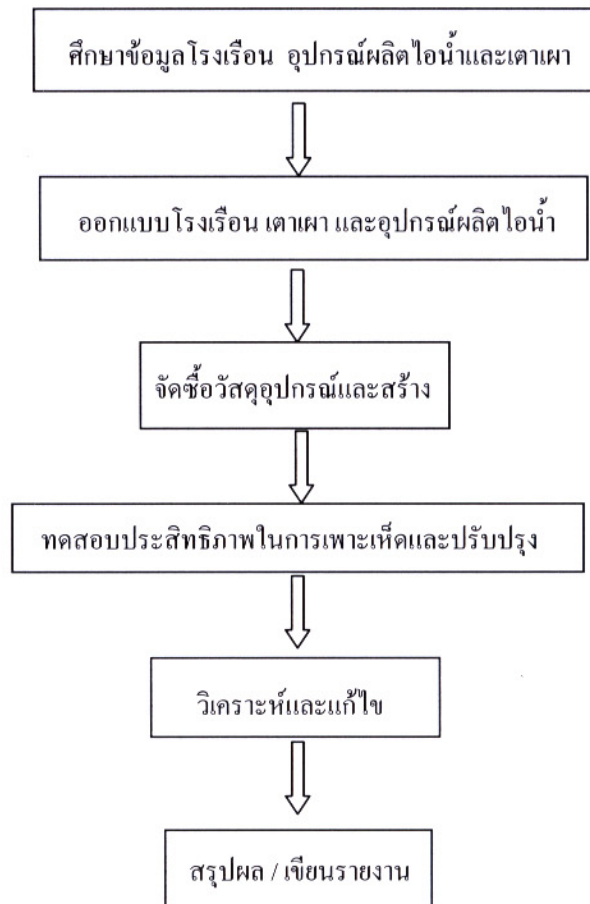 ศึกษาข้อมูลโรงเรือน อุปกรณ์ผลิตไอน้ำและเตาเผา
ออกแบบโรงเรือน เตาเผา และอุปกรณ์ผลิตไอน้ำ
จัดซื้อวัสดุอุปกรณ์และสร้าง
ทดสอบประสิทธิภาพในการเพาะเห็ดและปรับปรุง
วิเคราะห์และแก้ไข
สรุปผล / เขียนรายงาน